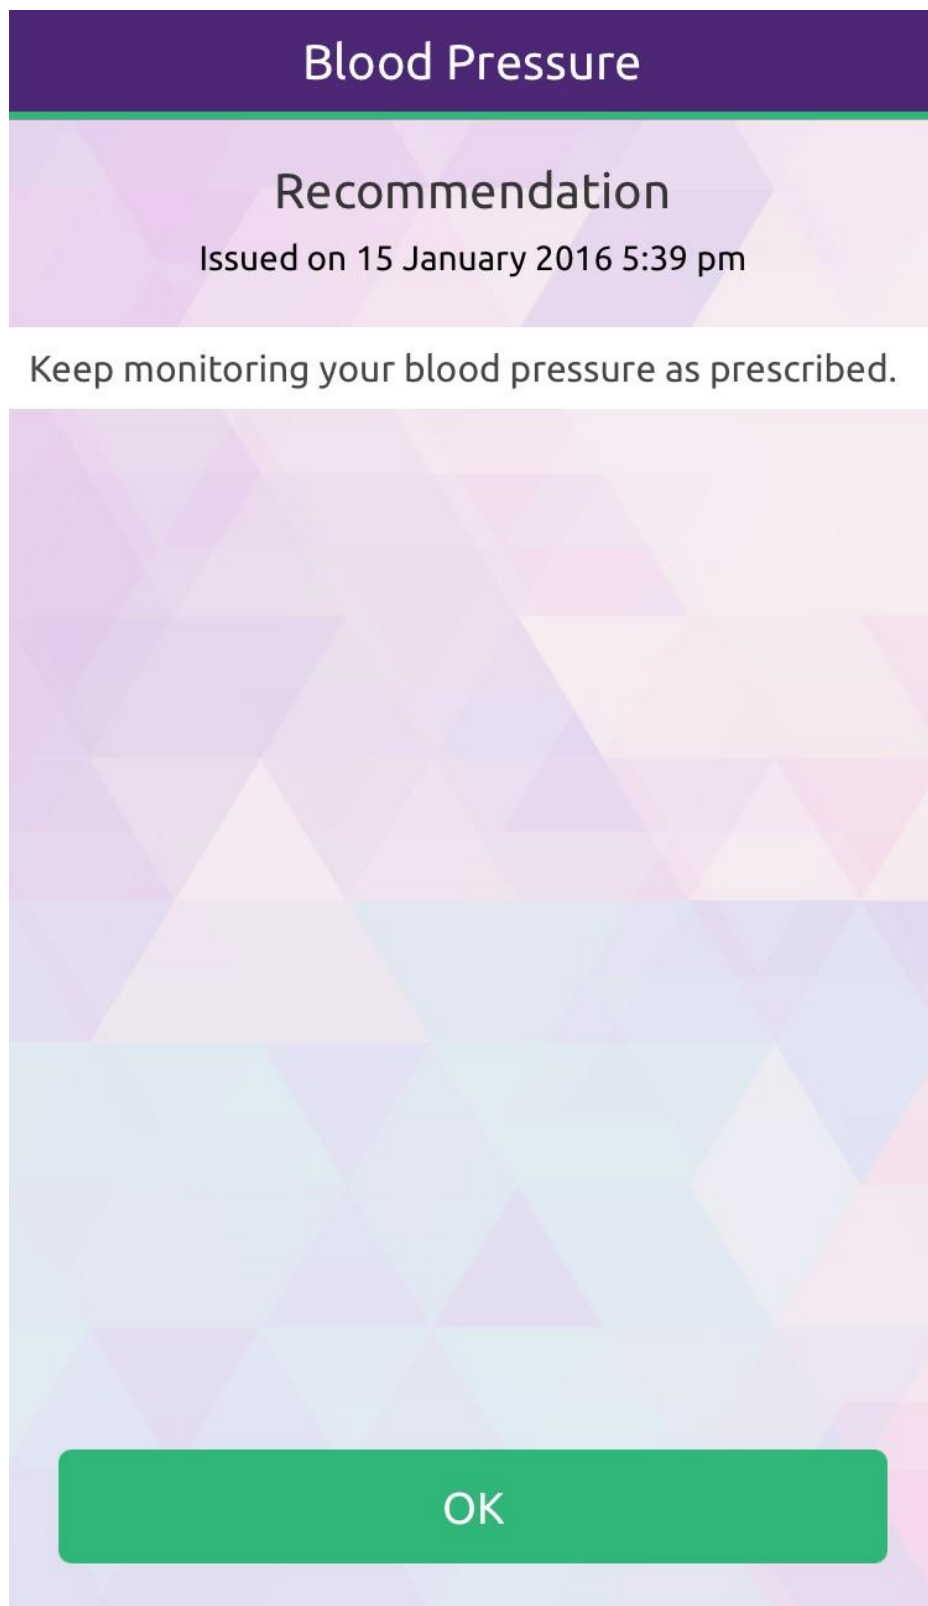 Blood Pressure
Recommendation
Issued on 15 January 2016 5:39 pm
Keep monitoring your blood pressure as prescribed.
OK